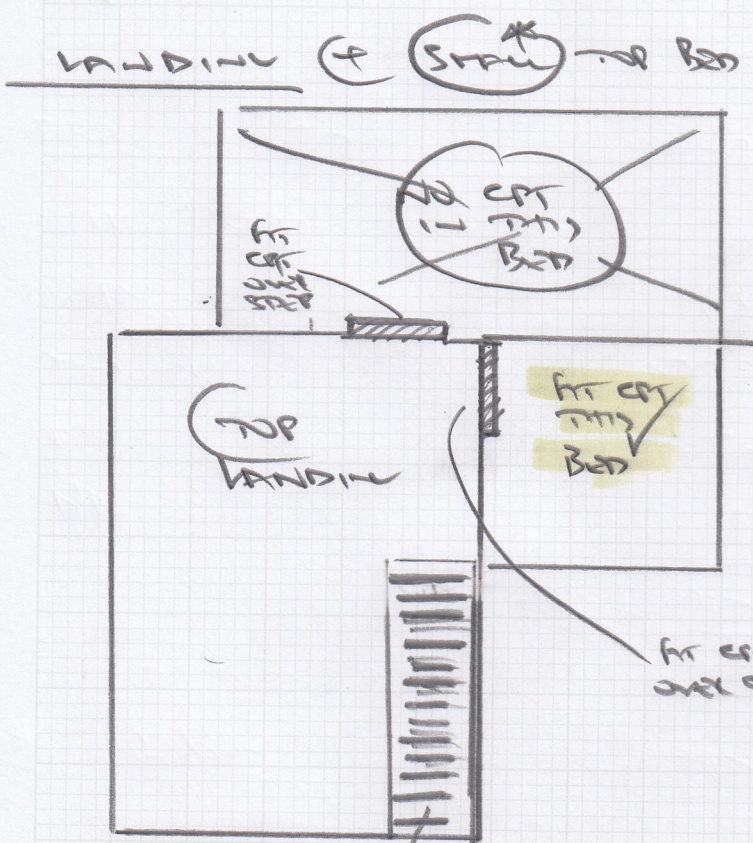 LANDING + SMALL* TOP BED
NO CPT
IN THIS
BED
FIT
CPT
OVER
STEP
TOP
LANDING
FIT CPT
THIS
BED
FIT
OVER